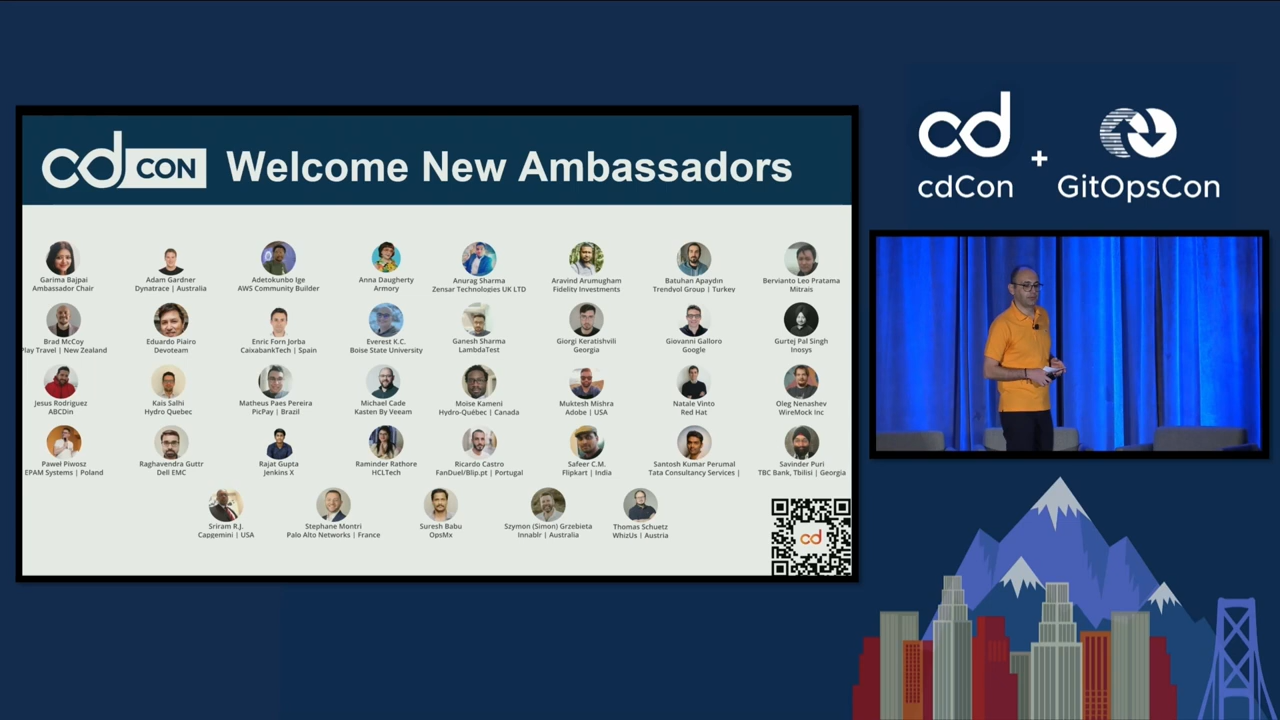 cd CON Welcome New Ambassadors
cd
+
cdCon
GitOpsCon
Garima Bajpai
Ambassador Chair
Adam Gardner
Dynatrace | Australia
Adetokunbo Ige
AWS Community Builder
Anna Daugherty
Armory
Anurag Sharma
Zensar Technologies UK LTD
Aravind Arumugham
Fidelity Investments
Batuhan Apaydın
Trendyol Group | Turkey
Bervianto Leo Pratama
Mitrais
Brad McCoy
Play Travel | New Zealand
Eduardo Piairo
Devoteam
Enric Forn Jorba
CaixabankTech | Spain
Everest K.C.
Boise State University
Ganesh Sharma
LambdaTest
Giorgi Keratishvili
Georgia
Giovanni Galloro
Google
Gurtej Pal Singh
Inosys
Jesus Rodriguez
ABCDin
Kais Salhi
Hydro Quebec
Matheus Paes Pereira
PicPay | Brazil
Michael Cade
Kasten By Veeam
Moise Kameni
Hydro-Québec | Canada
Muktesh Mishra
Adobe | USA
Natale Vinto
Red Hat
Oleg Nenashev
WireMock Inc
Paweł Piwosz
EPAM Systems | Poland
Raghavendra Guttr
Dell EMC
Rajat Gupta
Jenkins X
Raminder Rathore
HCLTech
Ricardo Castro
FanDuel/Blip.pt | Portugal
Safeer C.M.
Flipkart | India
Santosh Kumar Perumal
Tata Consultancy Services |
Savinder Puri
TBC Bank, Tbilisi | Georgia
Sriram R.J.
Capgemini | USA
Stephane Montri
Palo Alto Networks | France
Suresh Babu
OpsMx
Szymon (Simon) Grzebieta
Innablr | Australia
Thomas Schuetz
WhizUs | Austria
cd